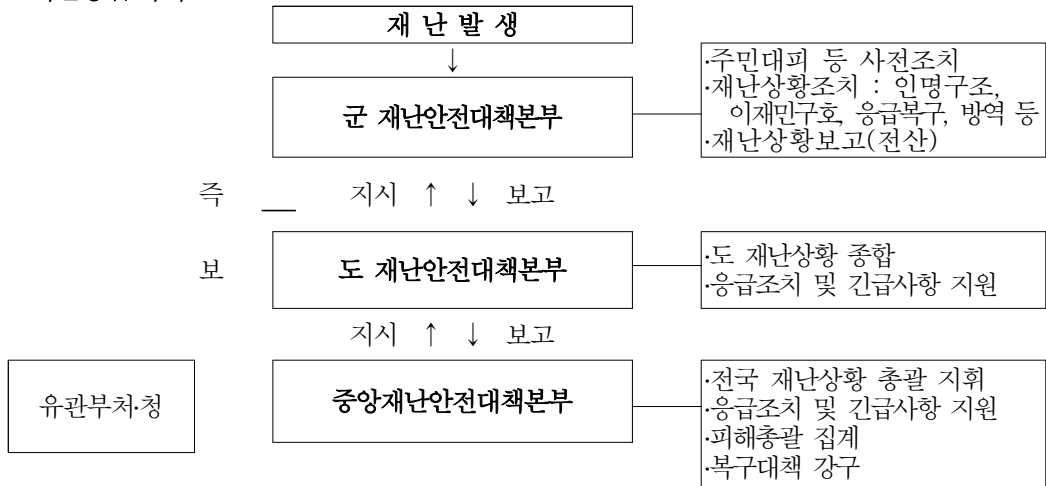 재 난 발 생
↓
군 재난안전대책본부
·주민대피 등 사전조치
·재난상황조치 : 인명구조,
이재민구호, 응급복구, 방역 등
·재난상황보고(전산)
즉 지시 ↑ ↓ 보고
보 도 재난안전대책본부
·도 재난상황 종합
·응급조치 및 긴급사항 지원
지시 ↑ ↓ 보고
유관부처·청
중앙재난안전대책본부
·전국 재난상황 총괄 지휘
·응급조치 및 긴급사항 지원
·피해총괄 집계
·복구대책 강구